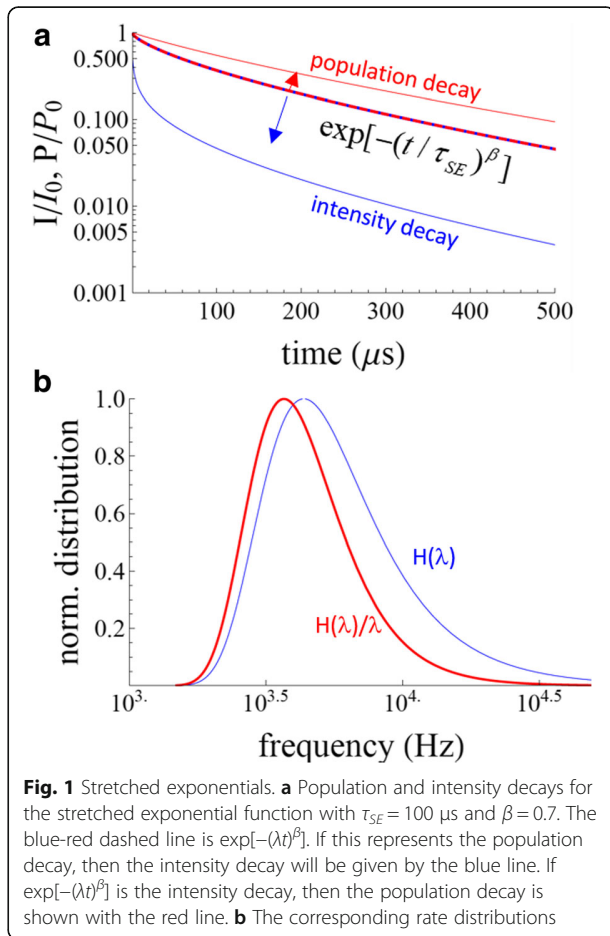 a
1
0.500
0.100
0.050
0.010
0.005
0.001
I/I₀, P/P₀
population decay
exp[−(t / τ_SE)^β]
intensity decay
100 200 300 400 500
time (μs)
b
1.0
0.8
0.6
0.4
0.2
norm. distribution
H(λ)
H(λ)/λ
10^3. 10^3.5 10^4. 10^4.5
frequency (Hz)
Fig. 1 Stretched exponentials. a Population and intensity decays for
the stretched exponential function with τ_SE = 100 μs and β = 0.7. The
blue-red dashed line is exp[−(λt)^β]. If this represents the population
decay, then the intensity decay will be given by the blue line. If
exp[−(λt)^β] is the intensity decay, then the population decay is
shown with the red line. b The corresponding rate distributions